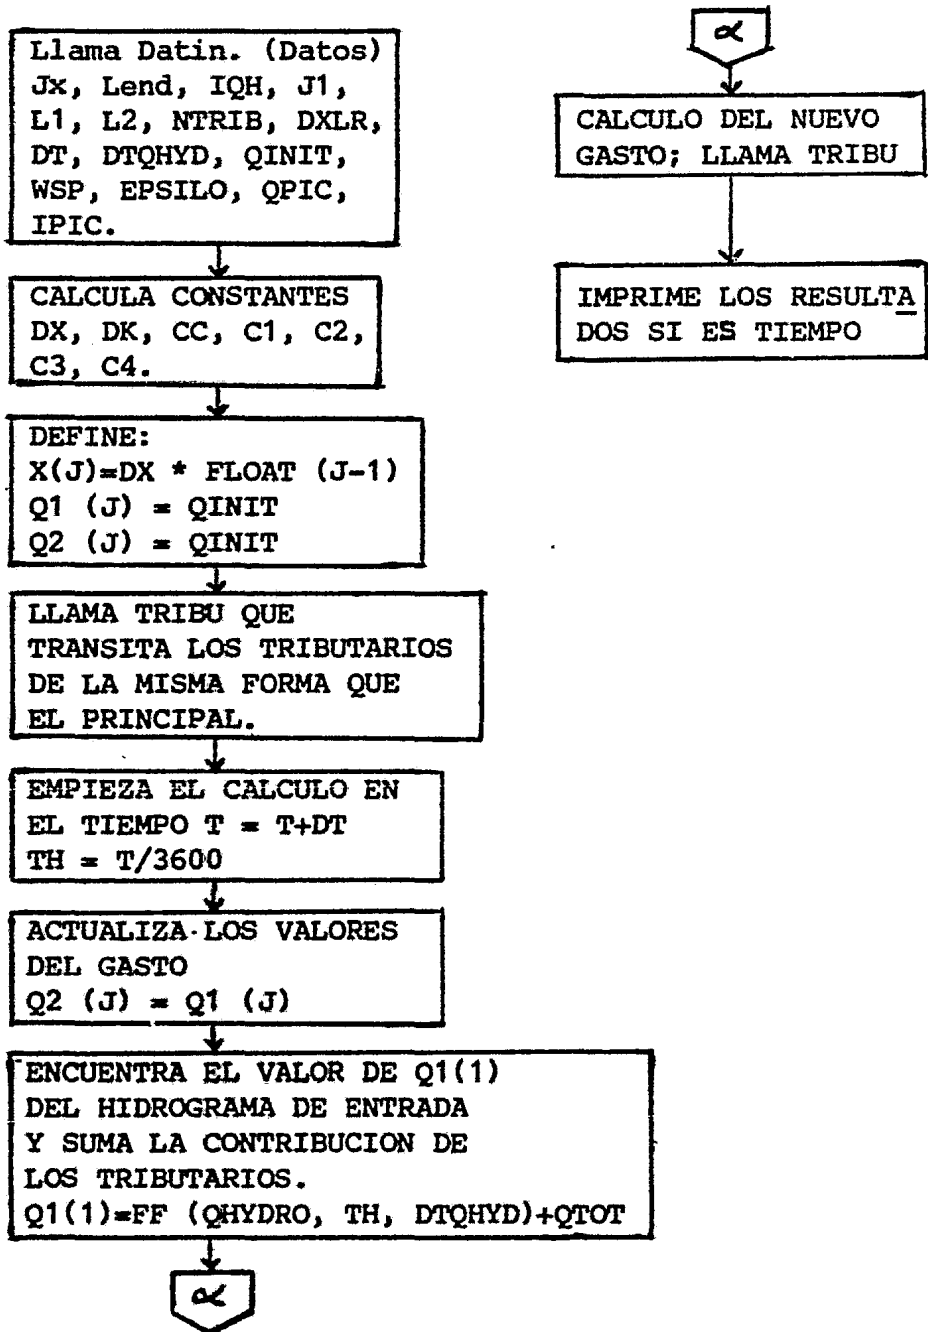 Llama Datin. (Datos)
Jx, Lend, IQH, J1,
L1, L2, NTRIB, DXLR,
DT, DTQHYD, QINIT,
WSP, EPSILO, QPIC,
IPIC.
CALCULA CONSTANTES
DX, DK, CC, C1, C2,
C3, C4.
DEFINE:
X(J)=DX * FLOAT (J-1)
Q1 (J) = QINIT
Q2 (J) = QINIT
LLAMA TRIBU QUE
TRANSITA LOS TRIBUTARIOS
DE LA MISMA FORMA QUE
EL PRINCIPAL.
EMPIEZA EL CALCULO EN
EL TIEMPO T = T+DT
TH = T/3600
ACTUALIZA LOS VALORES
DEL GASTO
Q2 (J) = Q1 (J)
ENCUENTRA EL VALOR DE Q1(1)
DEL HIDROGRAMA DE ENTRADA
Y SUMA LA CONTRIBUCION DE
LOS TRIBUTARIOS.
Q1(1)=FF (QHYDRO, TH, DTQHYD)+QTOT
α
α
CALCULO DEL NUEVO
GASTO; LLAMA TRIBU
IMPRIME LOS RESULTA
DOS SI ES TIEMPO